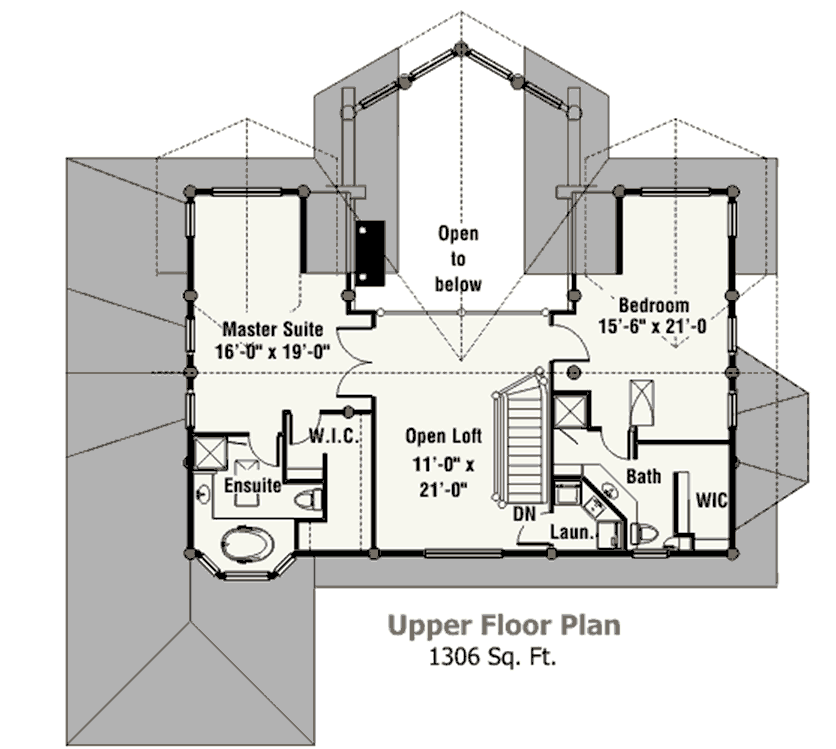 Open
to
below
Master Suite
16'-0" x 19'-0"
Bedroom
15'-6" x 21'-0
W.I.C.
Open Loft
11'-0" x
21'-0"
Ensuite
Bath
WIC
DN
Laun.
Upper Floor Plan
1306 Sq. Ft.